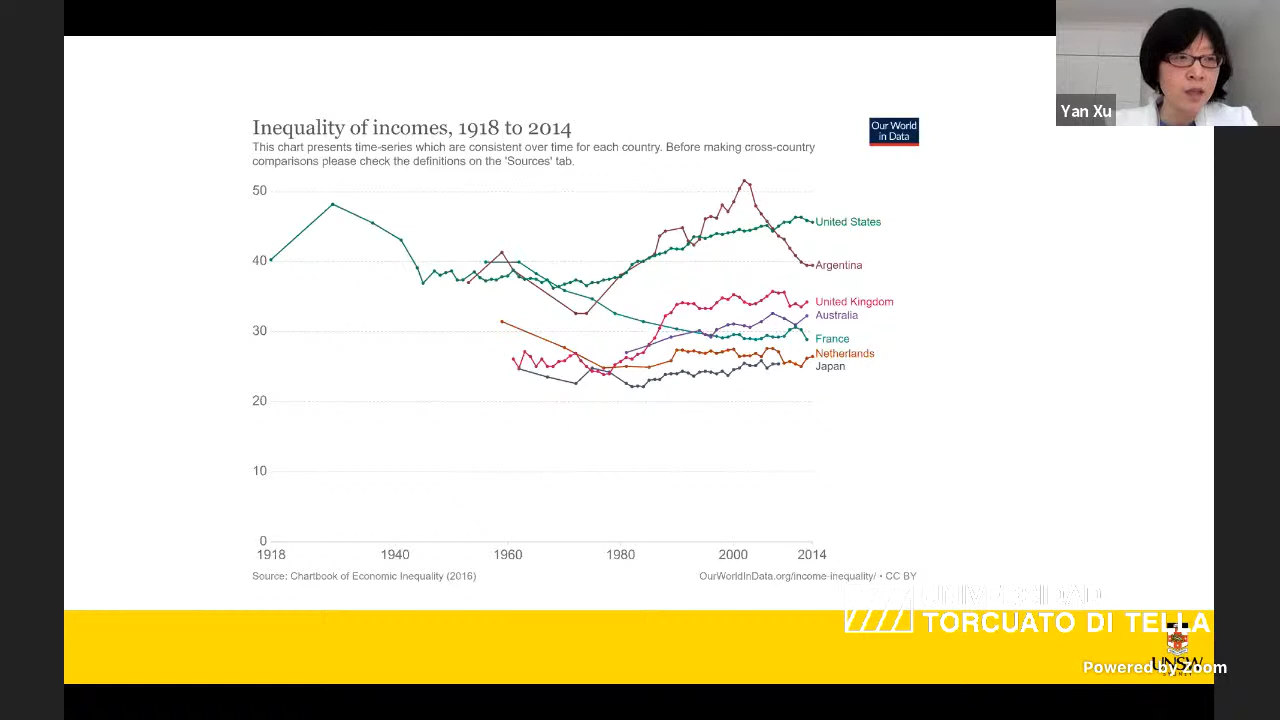 Yan Xu
Inequality of incomes, 1918 to 2014
Our World
in Data
This chart presents time-series which are consistent over time for each country. Before making cross-country
comparisons please check the definitions on the 'Sources' tab.
50
40
30
20
10
0
United States
Argentina
United Kingdom
Australia
France
Netherlands
Japan
1918
1940
1960
1980
2000
2014
Source: Chartbook of Economic Inequality (2016)
OurWorldInData.org/income-inequality/ • CC BY
UNIVERSIDAD
TORCUATO DI TELLA
UNSW
Powered by Zoom